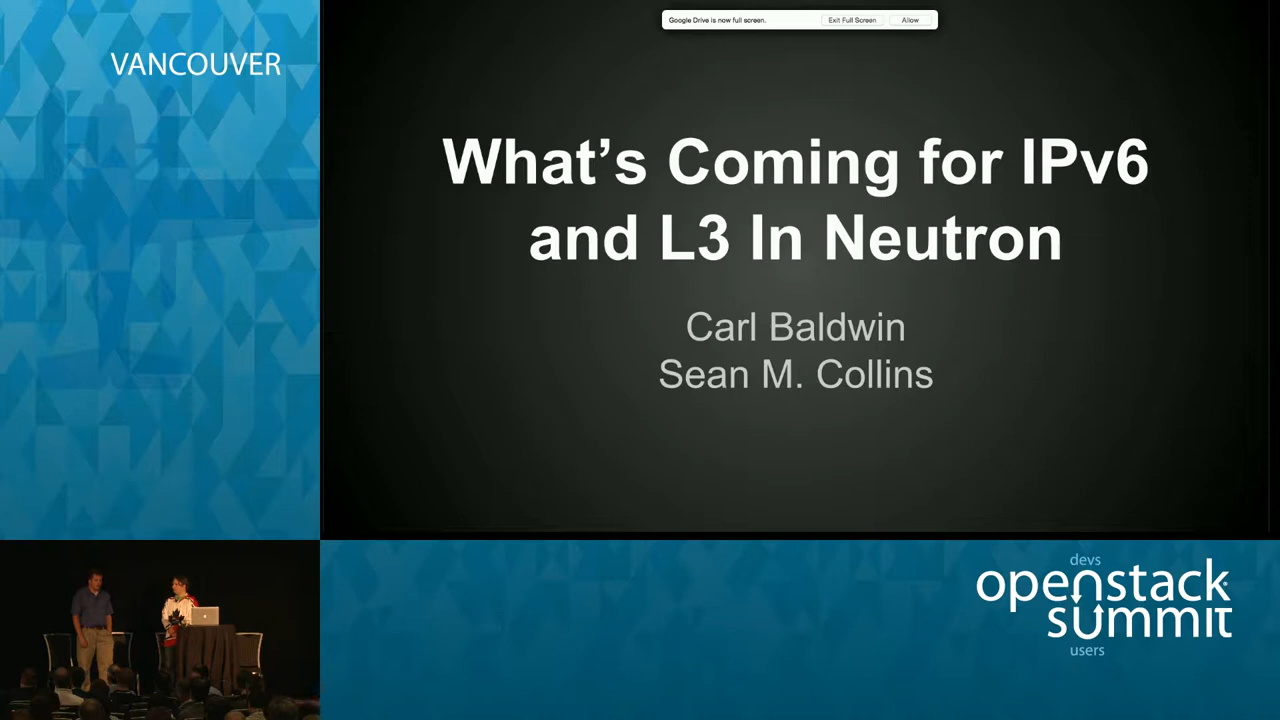 VANCOUVER
Google Drive is now full screen.
Exit Full Screen
Allow
What's Coming for IPv6
and L3 In Neutron
Carl Baldwin
Sean M. Collins
devs
openstack
summit
users